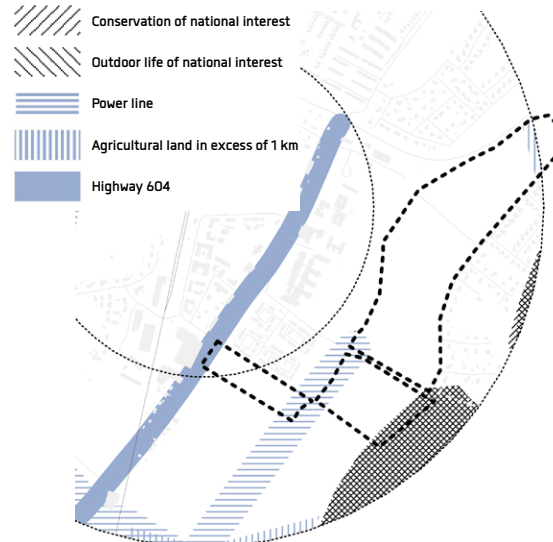 Conservation of national interest
Outdoor life of national interest
Power line
Agricultural land in excess of 1 km
Highway 604